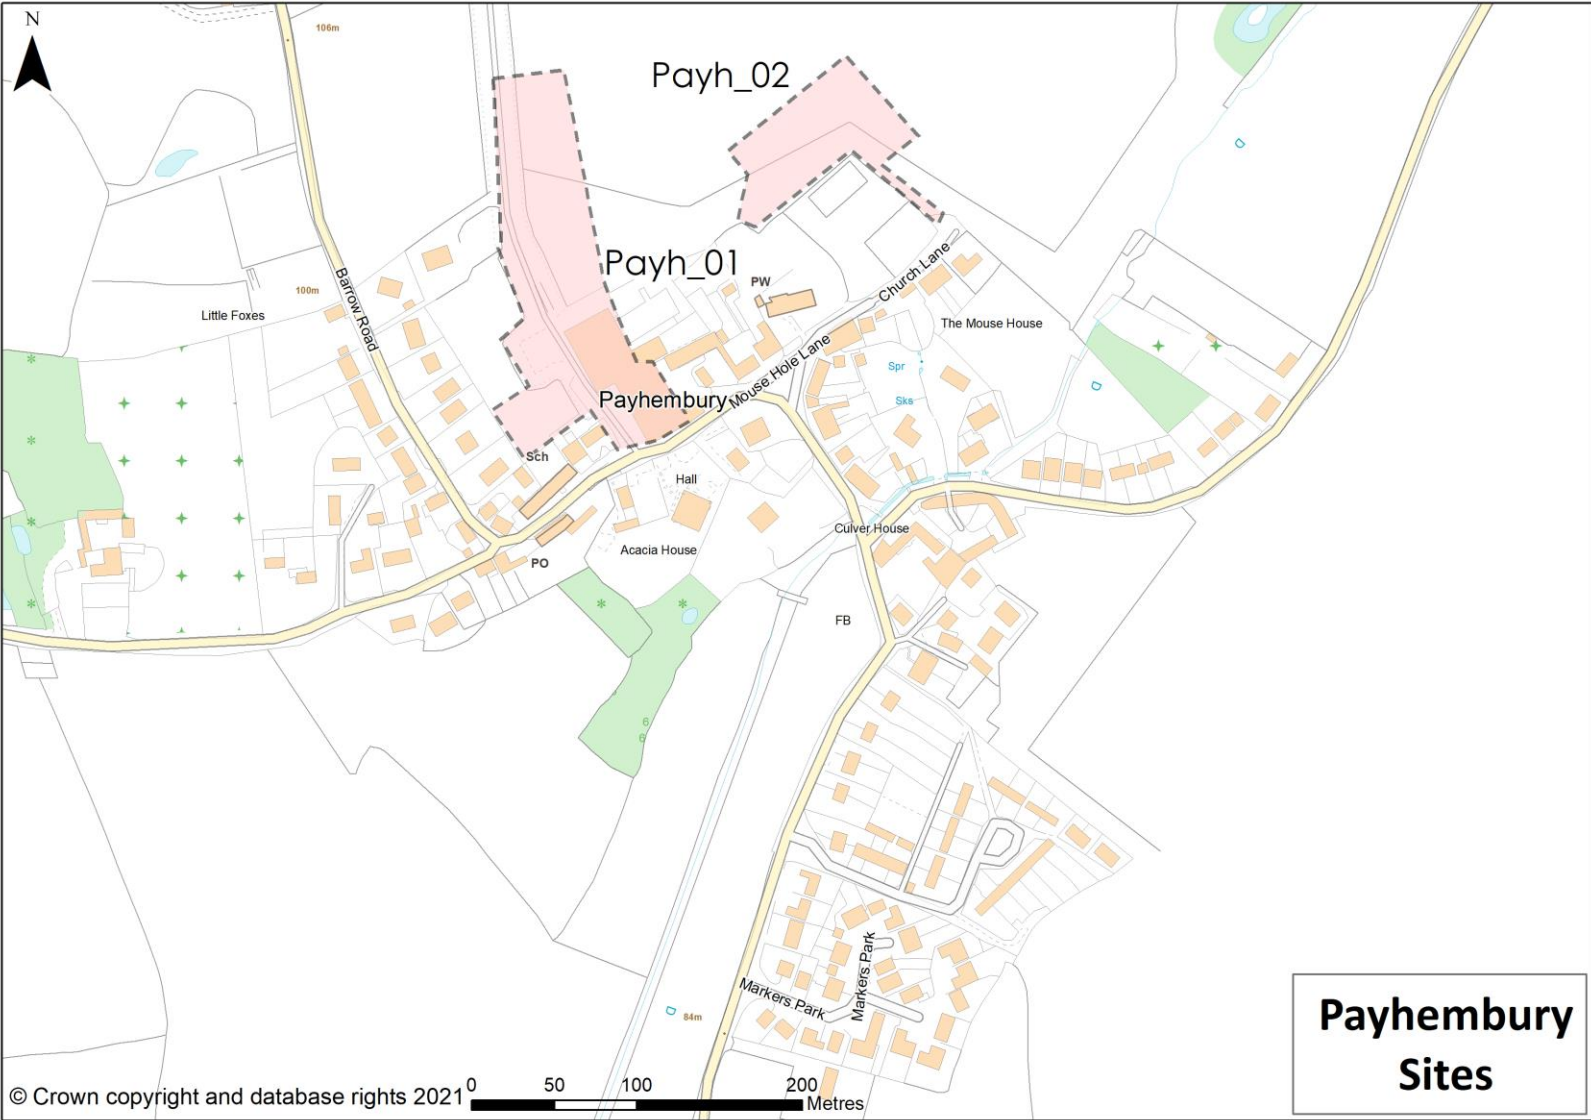 N
106m
Payh_02
Payh_01
PW
100m
Little Foxes
Barrow Road
Church Lane
The Mouse House
Mouse Hole Lane
Spr
Sks
D
D
Payhembury
Sch
Hall
Culver House
Acacia House
PO
FB
6
6
Markers Park
Markers Park
D
84m
Payhembury
Sites
© Crown copyright and database rights 2021
0 50 100 200
Metres